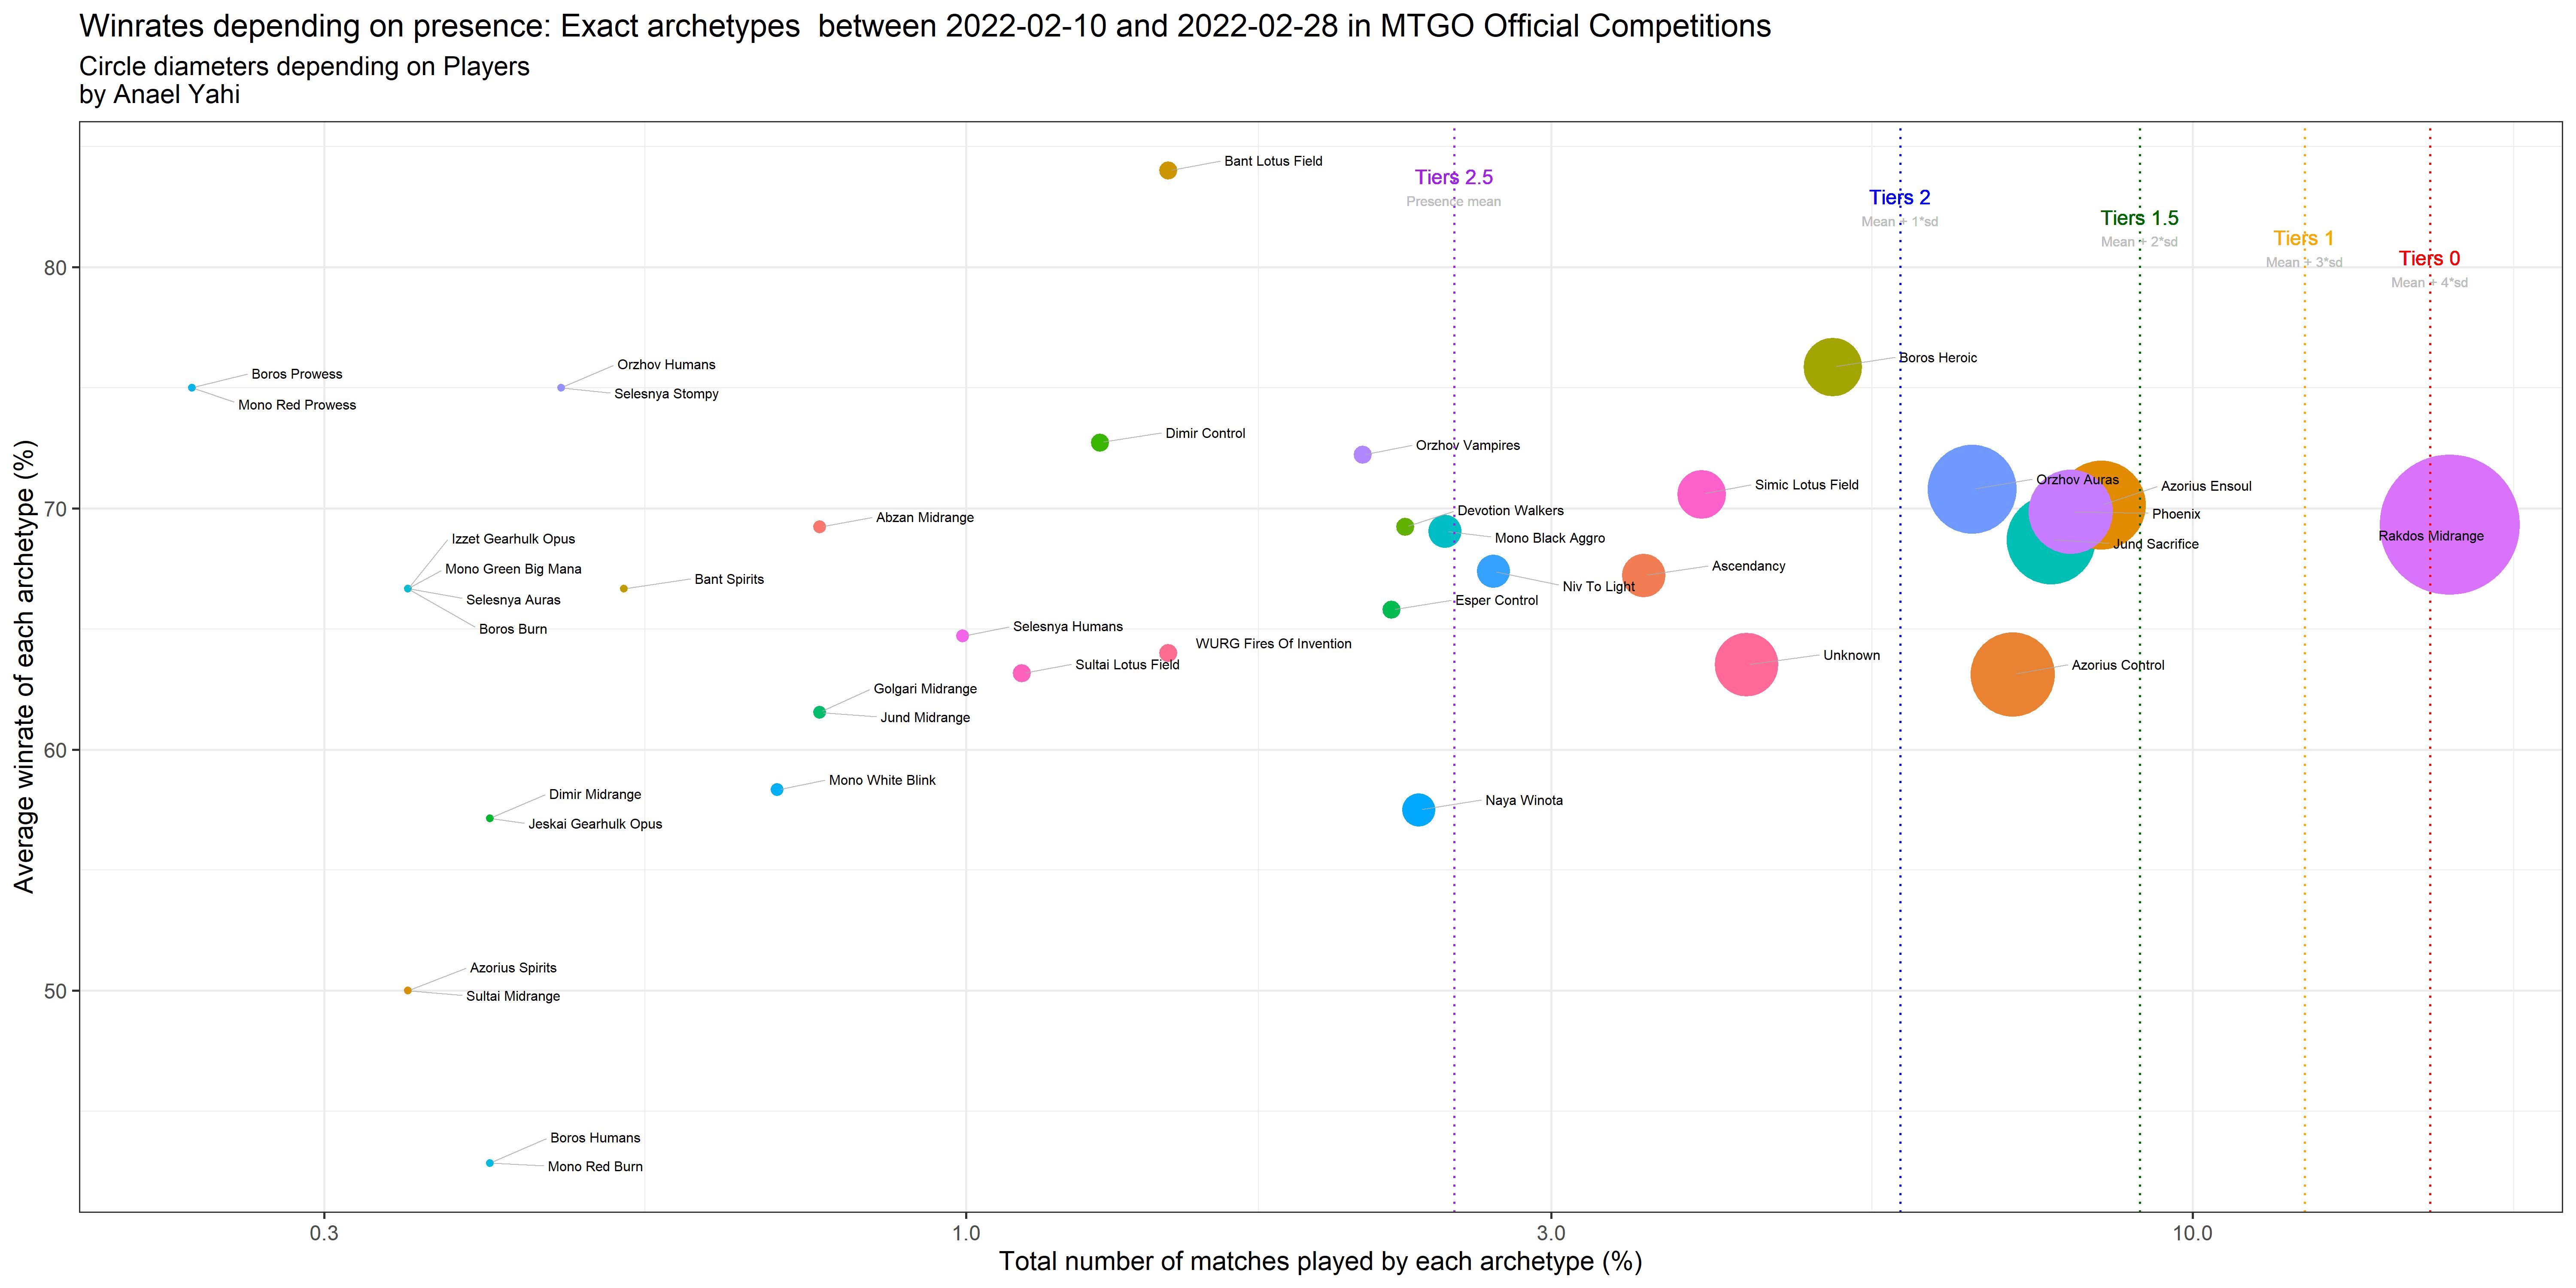 Winrates depending on presence: Exact archetypes  between 2022-02-10 and 2022-02-28 in MTGO Official Competitions
Circle diameters depending on Players
by Anael Yahi
Bant Lotus Field
Tiers 2.5
Presence mean
Tiers 2
Mean + 1*sd
Tiers 1.5
Mean + 2*sd
Tiers 1
Mean + 3*sd
Tiers 0
Mean + 4*sd
80
Boros Heroic
Orzhov Humans
Boros Prowess
Selesnya Stompy
Mono Red Prowess
Dimir Control
Orzhov Vampires
Orzhov Auras
Simic Lotus Field
Azorius Ensoul
70
Devotion Walkers
Phoenix
Abzan Midrange
Rakdos Midrange
Izzet Gearhulk Opus
Mono Black Aggro
Jund Sacrifice
Mono Green Big Mana
Ascendancy
Bant Spirits
Niv To Light
Selesnya Auras
Esper Control
Boros Burn
Selesnya Humans
WURG Fires Of Invention
Unknown
Sultai Lotus Field
Azorius Control
Golgari Midrange
Jund Midrange
60
Mono White Blink
Dimir Midrange
Naya Winota
Jeskai Gearhulk Opus
Azorius Spirits
50
Sultai Midrange
Boros Humans
Mono Red Burn
Average winrate of each archetype (%)
0.3
1.0
3.0
10.0
Total number of matches played by each archetype (%)